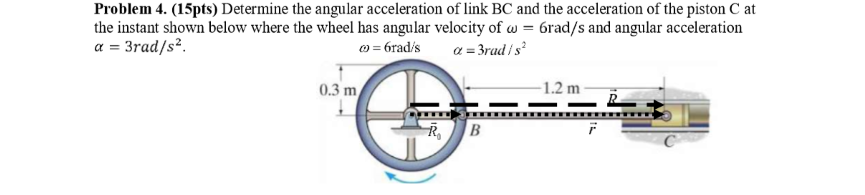 Problem 4. (15pts) Determine the angular acceleration of link BC and the acceleration of the piston C at
the instant shown below where the wheel has angular velocity of ω = 6rad/s and angular acceleration
α = 3rad/s².
ω = 6rad/s α = 3rad / s²
0.3 m
1.2 m
R⃗
R⃗₀
B
r⃗
C